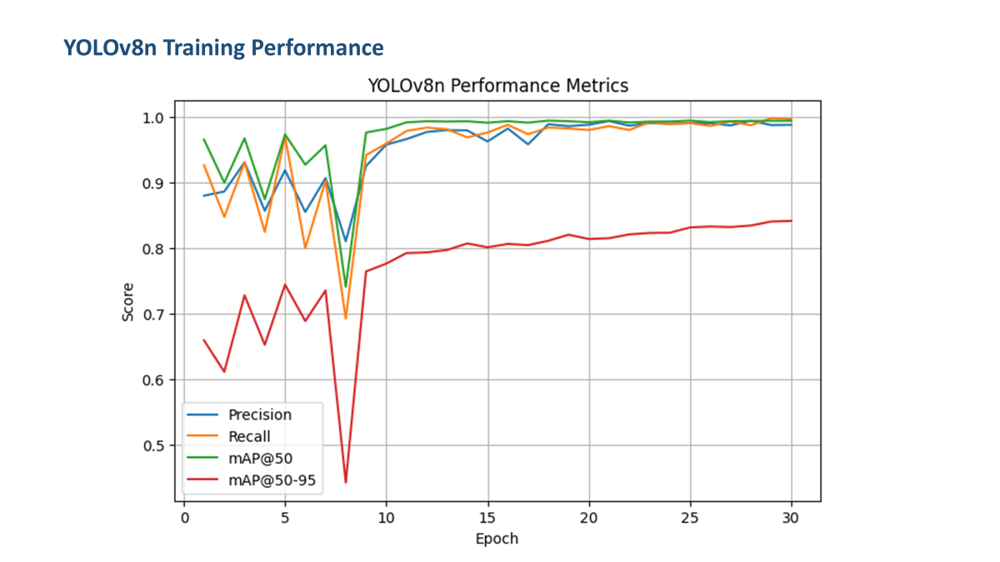 YOLOv8n Training Performance
YOLOv8n Performance Metrics
1.0
0.9
0.8
0.7
0.6
0.5
Score
Precision
Recall
mAP@50
mAP@50-95
0 5 10 15 20 25 30
Epoch